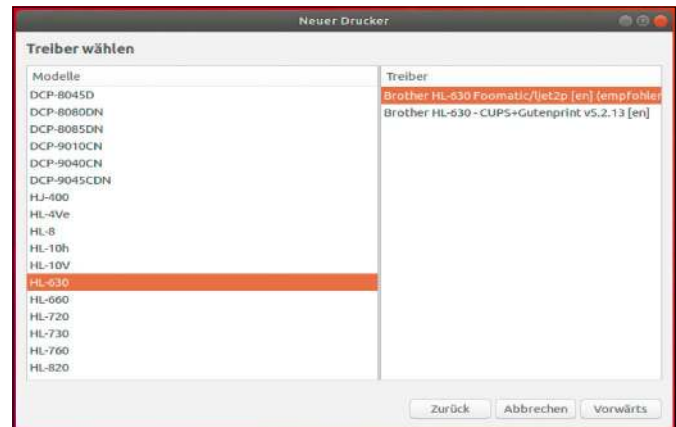 Neuer Drucker
Treiber wählen
Modelle
DCP-8045D
DCP-8080DN
DCP-8085DN
DCP-9010CN
DCP-9040CN
DCP-9045CDN
HJ-400
HL-4Ve
HL-8
HL-10h
HL-10V
HL-630
HL-660
HL-720
HL-730
HL-760
HL-820
Treiber
Brother HL-630 Foomatic/ljet2p [en] (empfohlen
Brother HL-630 - CUPS+Gutenprint v5.2.13 [en]
Zurück
Abbrechen
Vorwärts